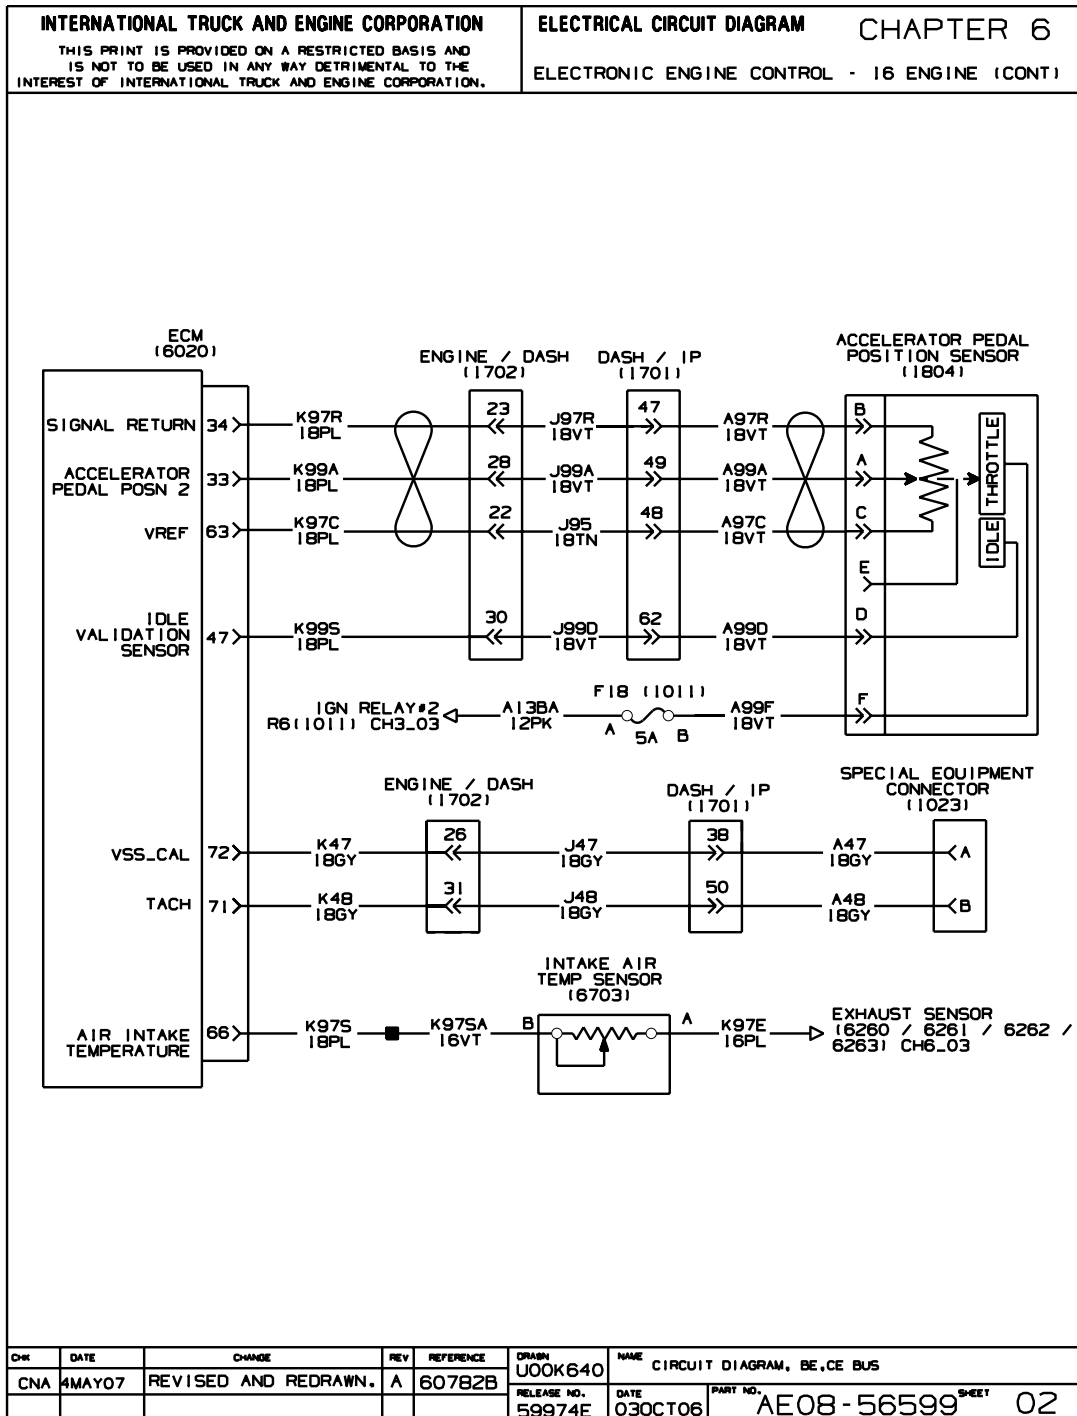 INTERNATIONAL TRUCK AND ENGINE CORPORATION
THIS PRINT IS PROVIDED ON A RESTRICTED BASIS AND
IS NOT TO BE USED IN ANY WAY DETRIMENTAL TO THE
INTEREST OF INTERNATIONAL TRUCK AND ENGINE CORPORATION.
ELECTRICAL CIRCUIT DIAGRAM
CHAPTER 6
ELECTRONIC ENGINE CONTROL - I6 ENGINE (CONT)
ECM
(6020)
ENGINE / DASH
(1702)
DASH / IP
(1701)
ACCELERATOR PEDAL
POSITION SENSOR
(1804)
SIGNAL RETURN 34
K97R
18PL
23
J97R
18VT
47
A97R
18VT
B
ACCELERATOR
PEDAL POSN 2
33
K99A
18PL
28
J99A
18VT
49
A99A
18VT
A
THROTTLE
VREF 63
K97C
18PL
22
J95
18TN
48
A97C
18VT
C
IDLE
E
IDLE
VALIDATION
SENSOR
47
K99S
18PL
30
J99D
18VT
62
A99D
18VT
D
IGN RELAY#2
R6(1011) CH3_03
A13BA
12PK
F18 (1011)
A
5A
B
A99F
18VT
F
ENGINE / DASH
(1702)
DASH / IP
(1701)
SPECIAL EQUIPMENT
CONNECTOR
(1023)
VSS_CAL 72
K47
18GY
26
J47
18GY
38
A47
18GY
A
TACH 71
K48
18GY
31
J48
18GY
50
A48
18GY
B
INTAKE AIR
TEMP SENSOR
(6703)
AIR INTAKE
TEMPERATURE
66
K97S
18PL
K97SA
16VT
B
A
K97E
16PL
EXHAUST SENSOR
(6260 / 6261 / 6262 /
6263) CH6_03
CHK
DATE
CHANGE
REV
REFERENCE
CNA
4MAY07
REVISED AND REDRAWN.
A
60782B
DRAWN
U00K640
NAME
CIRCUIT DIAGRAM, BE,CE BUS
RELEASE NO.
59974E
DATE
03OCT06
PART NO.
AE08-56599
SHEET
02